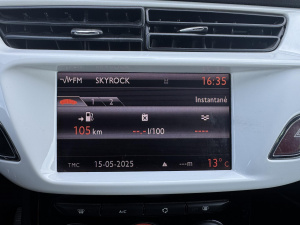 FM SKYROCK 16:35
1 2 Instantané
105 km --.-l/100
TMC 15-05-2025 --- m 13°C